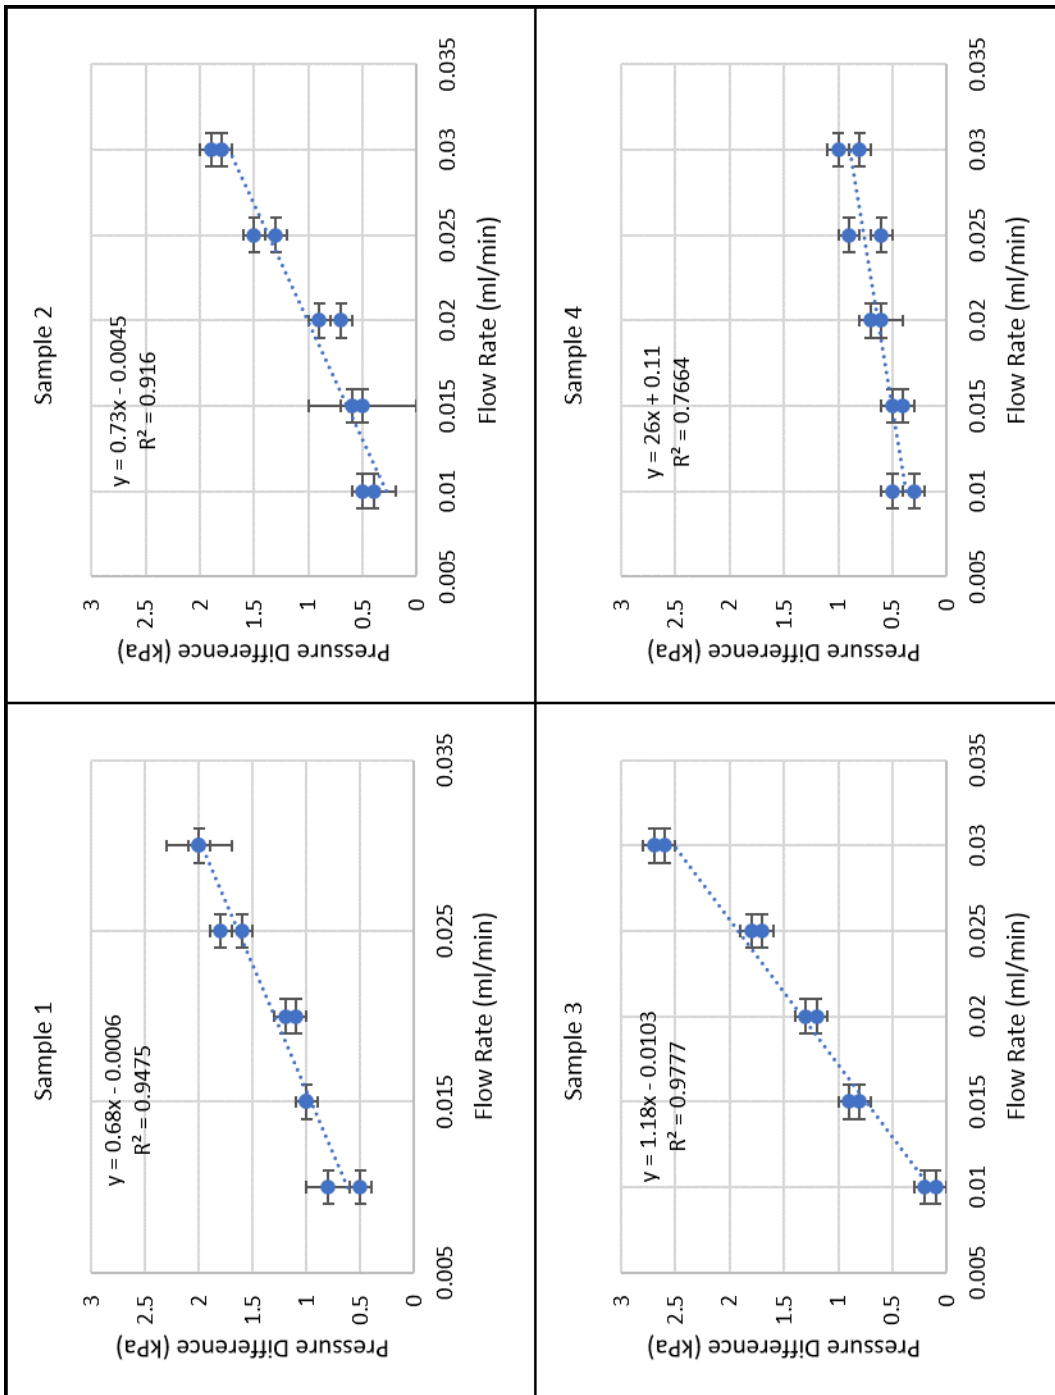 Sample 1
y = 0.68x - 0.0006
R² = 0.9475
3
2.5
2
1.5
1
0.5
0
Pressure Difference (kPa)
0.005
0.01
0.015
0.02
0.025
0.03
0.035
Flow Rate (ml/min)
Sample 2
y = 0.73x - 0.0045
R² = 0.916
3
2.5
2
1.5
1
0.5
0
Pressure Difference (kPa)
0.005
0.01
0.015
0.02
0.025
0.03
0.035
Flow Rate (ml/min)
Sample 3
y = 1.18x - 0.0103
R² = 0.9777
3
2.5
2
1.5
1
0.5
0
Pressure Difference (kPa)
0.005
0.01
0.015
0.02
0.025
0.03
0.035
Flow Rate (ml/min)
Sample 4
y = 26x + 0.11
R² = 0.7664
3
2.5
2
1.5
1
0.5
0
Pressure Difference (kPa)
0.005
0.01
0.015
0.02
0.025
0.03
0.035
Flow Rate (ml/min)